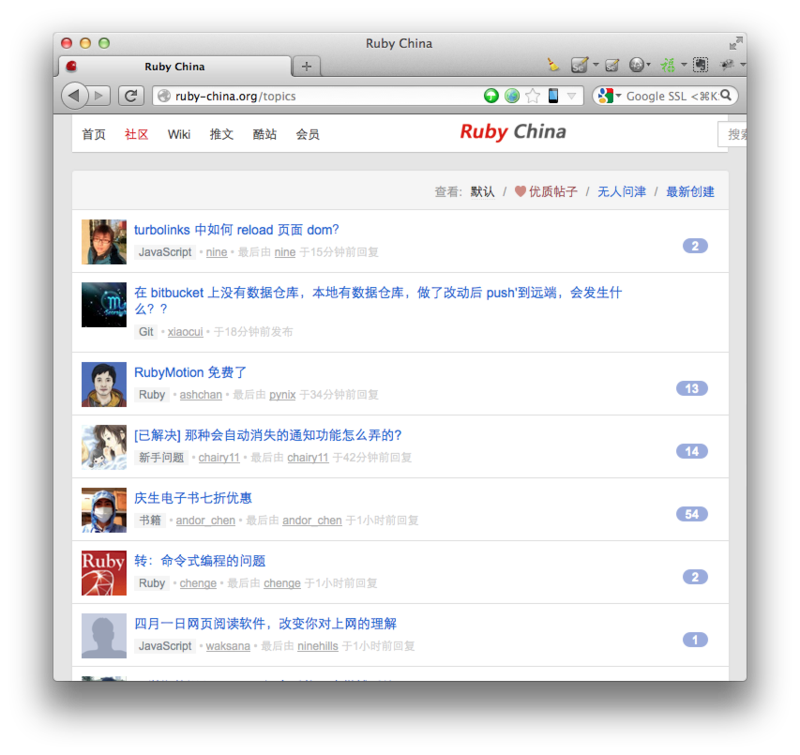 Ruby China
Ruby China
ruby-china.org/topics
Google SSL <⌘K
首页 社区 Wiki 推文 酷站 会员 Ruby China 搜索
查看: 默认 / 优质帖子 / 无人问津 / 最新创建
turbolinks 中如何 reload 页面 dom?
JavaScript • nine • 最后由 nine 于15分钟前回复
2
在 bitbucket 上没有数据仓库，本地有数据仓库，做了改动后 push'到远端，会发生什
么？？
Git • xiaocui • 于18分钟前发布
RubyMotion 免费了
Ruby • ashchan • 最后由 pynix 于34分钟前回复
13
[已解决] 那种会自动消失的通知功能怎么弄的?
新手问题 • chairy11 • 最后由 chairy11 于42分钟前回复
14
庆生电子书七折优惠
书籍 • andor_chen • 最后由 andor_chen 于1小时前回复
54
Ruby
转：命令式编程的问题
Ruby • chenge • 最后由 chenge 于1小时前回复
2
四月一日网页阅读软件，改变你对上网的理解
JavaScript • waksana • 最后由 ninehills 于1小时前回复
1